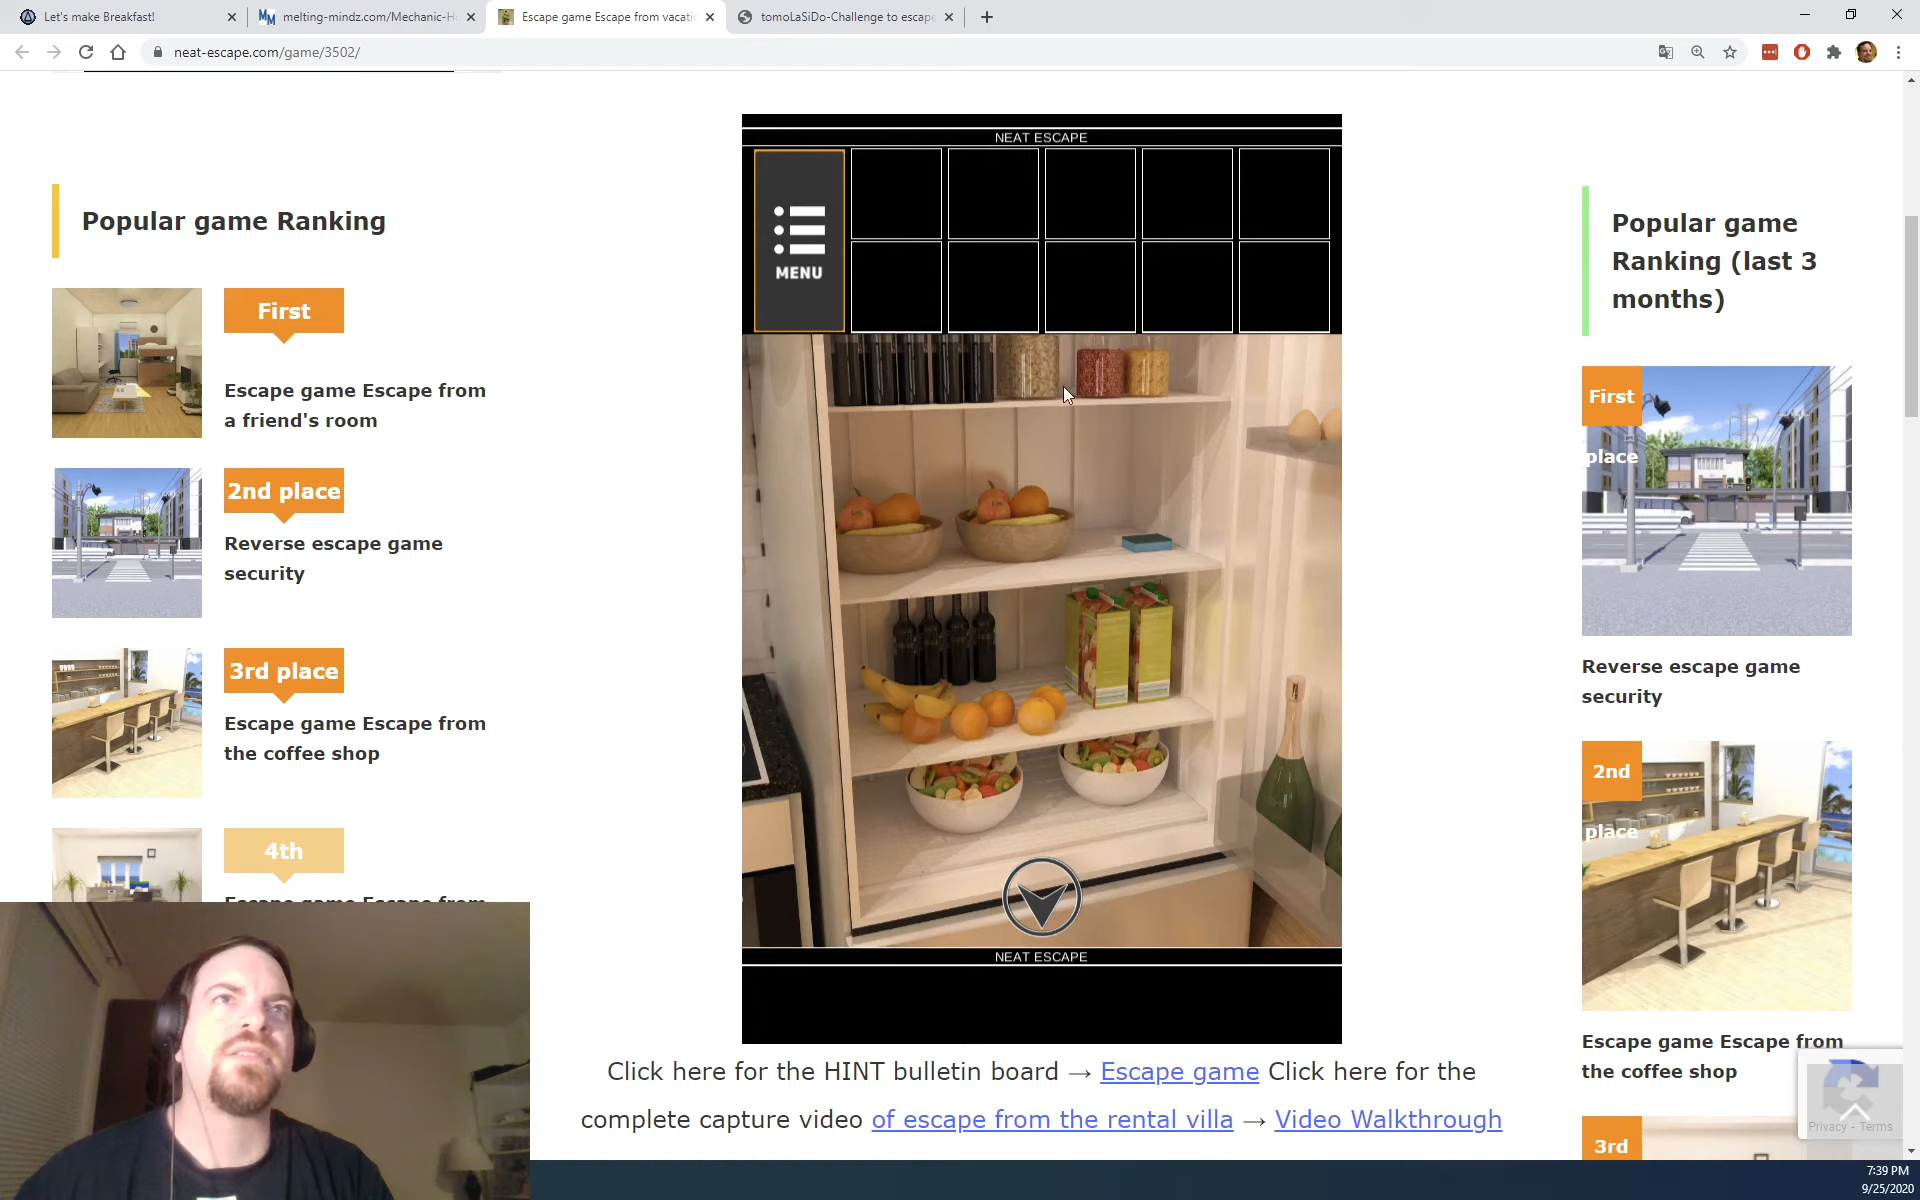 Let's make Breakfast!
melting-mindz.com/Mechanic-H
Escape game Escape from vacati
tomoLaSiDo-Challenge to escape
neat-escape.com/game/3502/
Popular game Ranking
First
Escape game Escape from
a friend's room
2nd place
Reverse escape game
security
3rd place
Escape game Escape from
the coffee shop
4th
Escape game Escape from
NEAT ESCAPE
MENU
NEAT ESCAPE
Click here for the HINT bulletin board → Escape game Click here for the
complete capture video of escape from the rental villa → Video Walkthrough
Popular game
Ranking (last 3
months)
First
place
Reverse escape game
security
2nd
place
Escape game Escape from
the coffee shop
3rd
Privacy - Terms
7:39 PM
9/25/2020